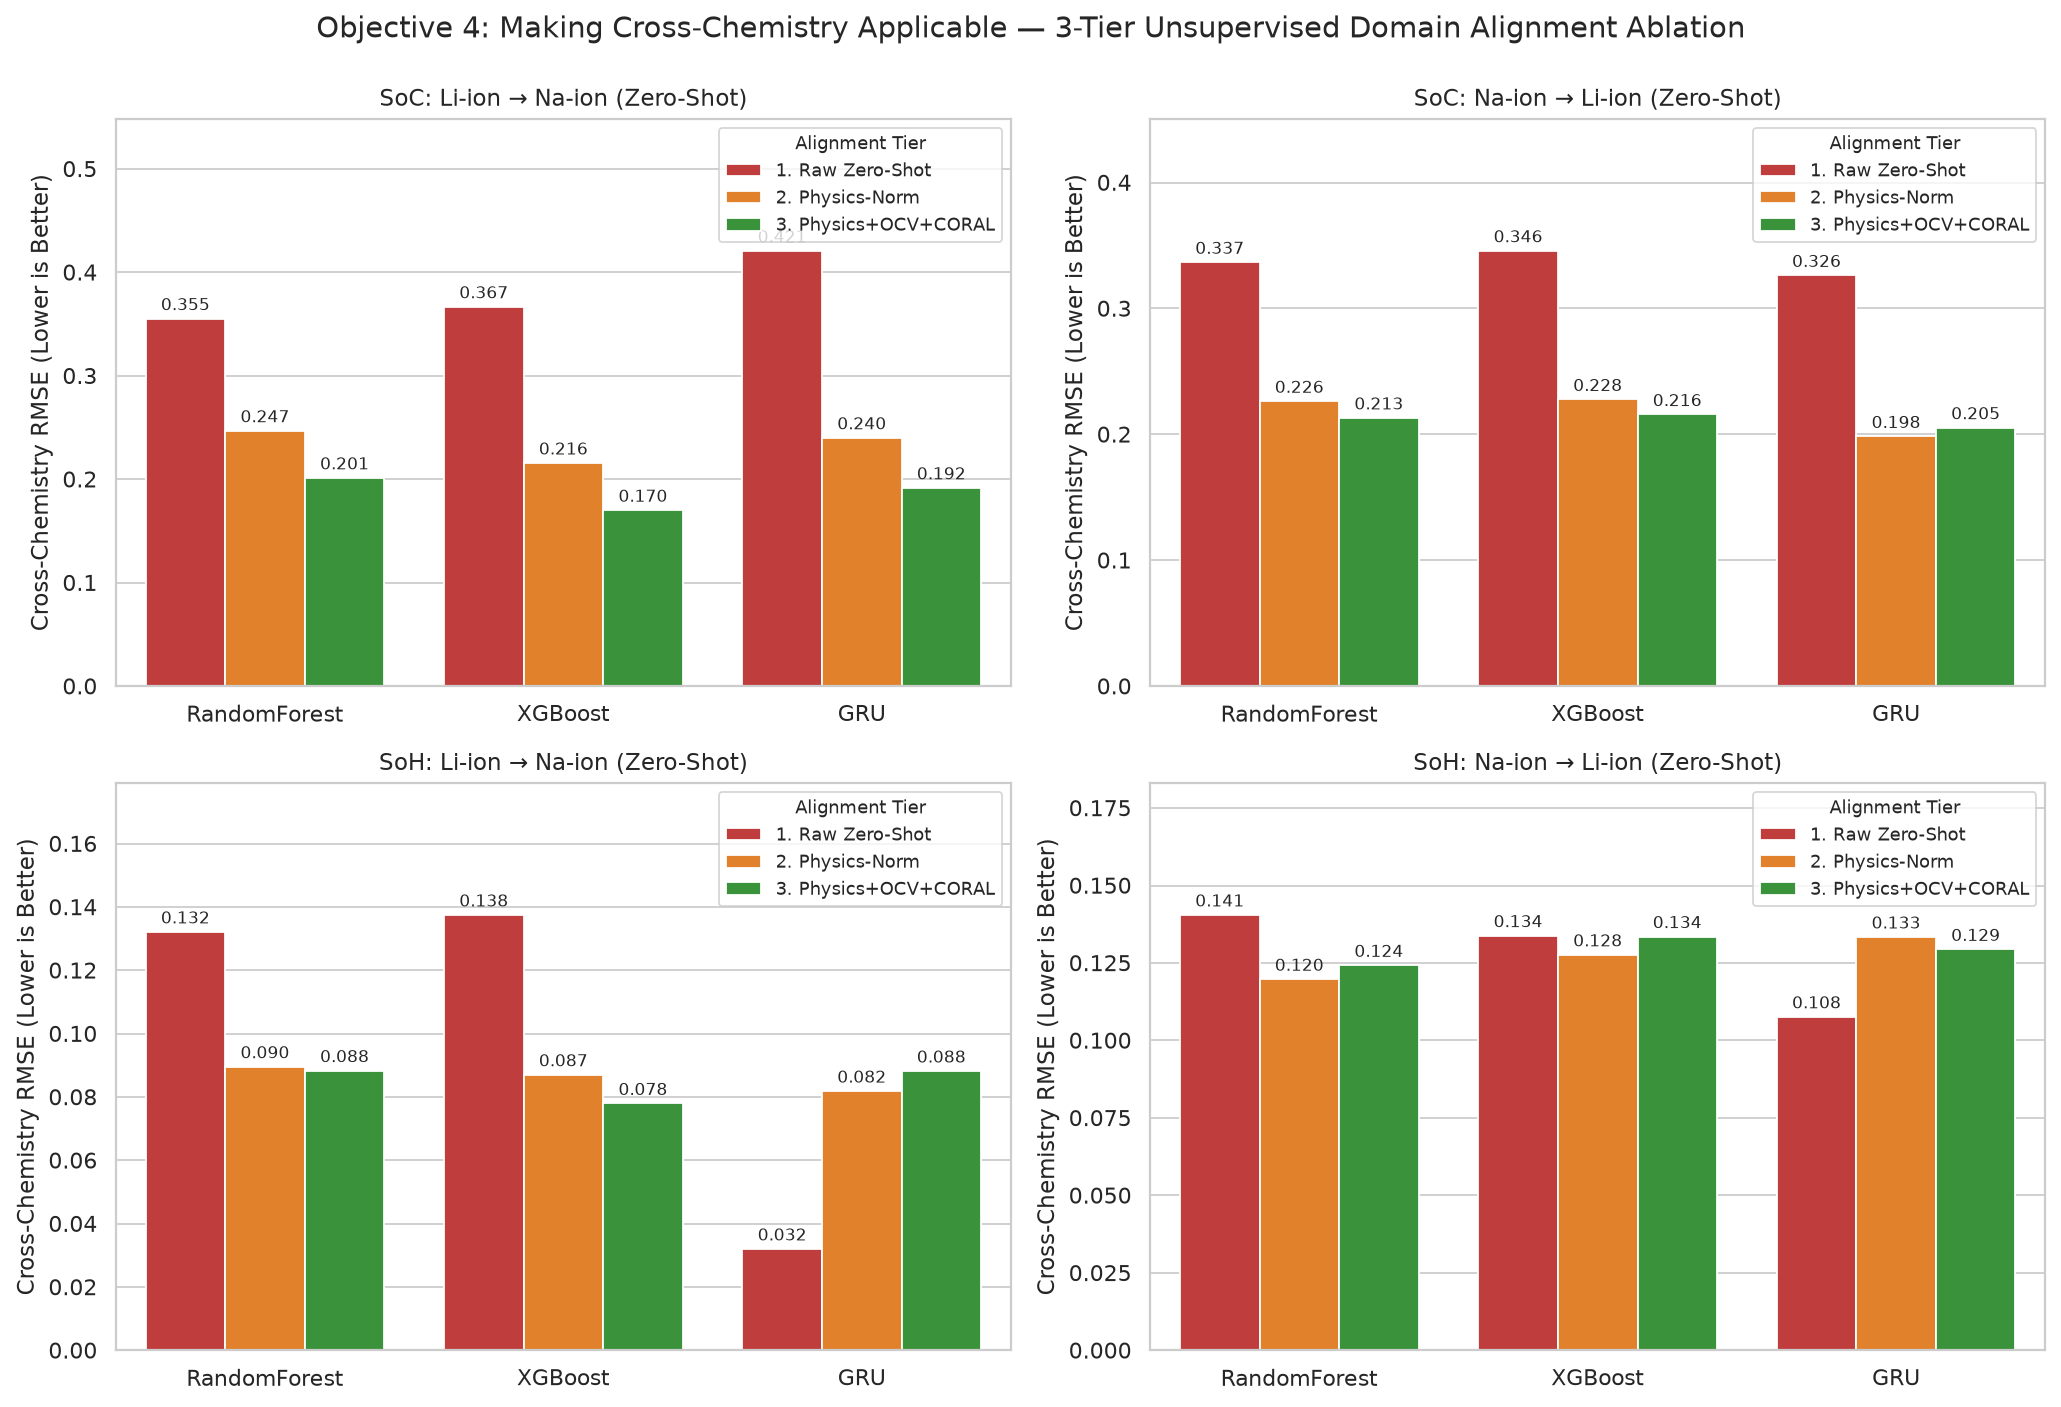 Objective 4: Making Cross-Chemistry Applicable — 3-Tier Unsupervised Domain Alignment Ablation
SoC: Li-ion → Na-ion (Zero-Shot)
Cross-Chemistry RMSE (Lower is Better)
0.5
0.4
0.3
0.2
0.1
0.0
Alignment Tier
1. Raw Zero-Shot
2. Physics-Norm
3. Physics+OCV+CORAL
0.355
0.247
0.201
0.367
0.216
0.170
0.421
0.240
0.192
RandomForest
XGBoost
GRU
SoC: Na-ion → Li-ion (Zero-Shot)
Cross-Chemistry RMSE (Lower is Better)
0.4
0.3
0.2
0.1
0.0
Alignment Tier
1. Raw Zero-Shot
2. Physics-Norm
3. Physics+OCV+CORAL
0.337
0.226
0.213
0.346
0.228
0.216
0.326
0.198
0.205
RandomForest
XGBoost
GRU
SoH: Li-ion → Na-ion (Zero-Shot)
Cross-Chemistry RMSE (Lower is Better)
0.16
0.14
0.12
0.10
0.08
0.06
0.04
0.02
0.00
Alignment Tier
1. Raw Zero-Shot
2. Physics-Norm
3. Physics+OCV+CORAL
0.132
0.090
0.088
0.138
0.087
0.078
0.032
0.082
0.088
RandomForest
XGBoost
GRU
SoH: Na-ion → Li-ion (Zero-Shot)
Cross-Chemistry RMSE (Lower is Better)
0.175
0.150
0.125
0.100
0.075
0.050
0.025
0.000
Alignment Tier
1. Raw Zero-Shot
2. Physics-Norm
3. Physics+OCV+CORAL
0.141
0.120
0.124
0.134
0.128
0.134
0.108
0.133
0.129
RandomForest
XGBoost
GRU